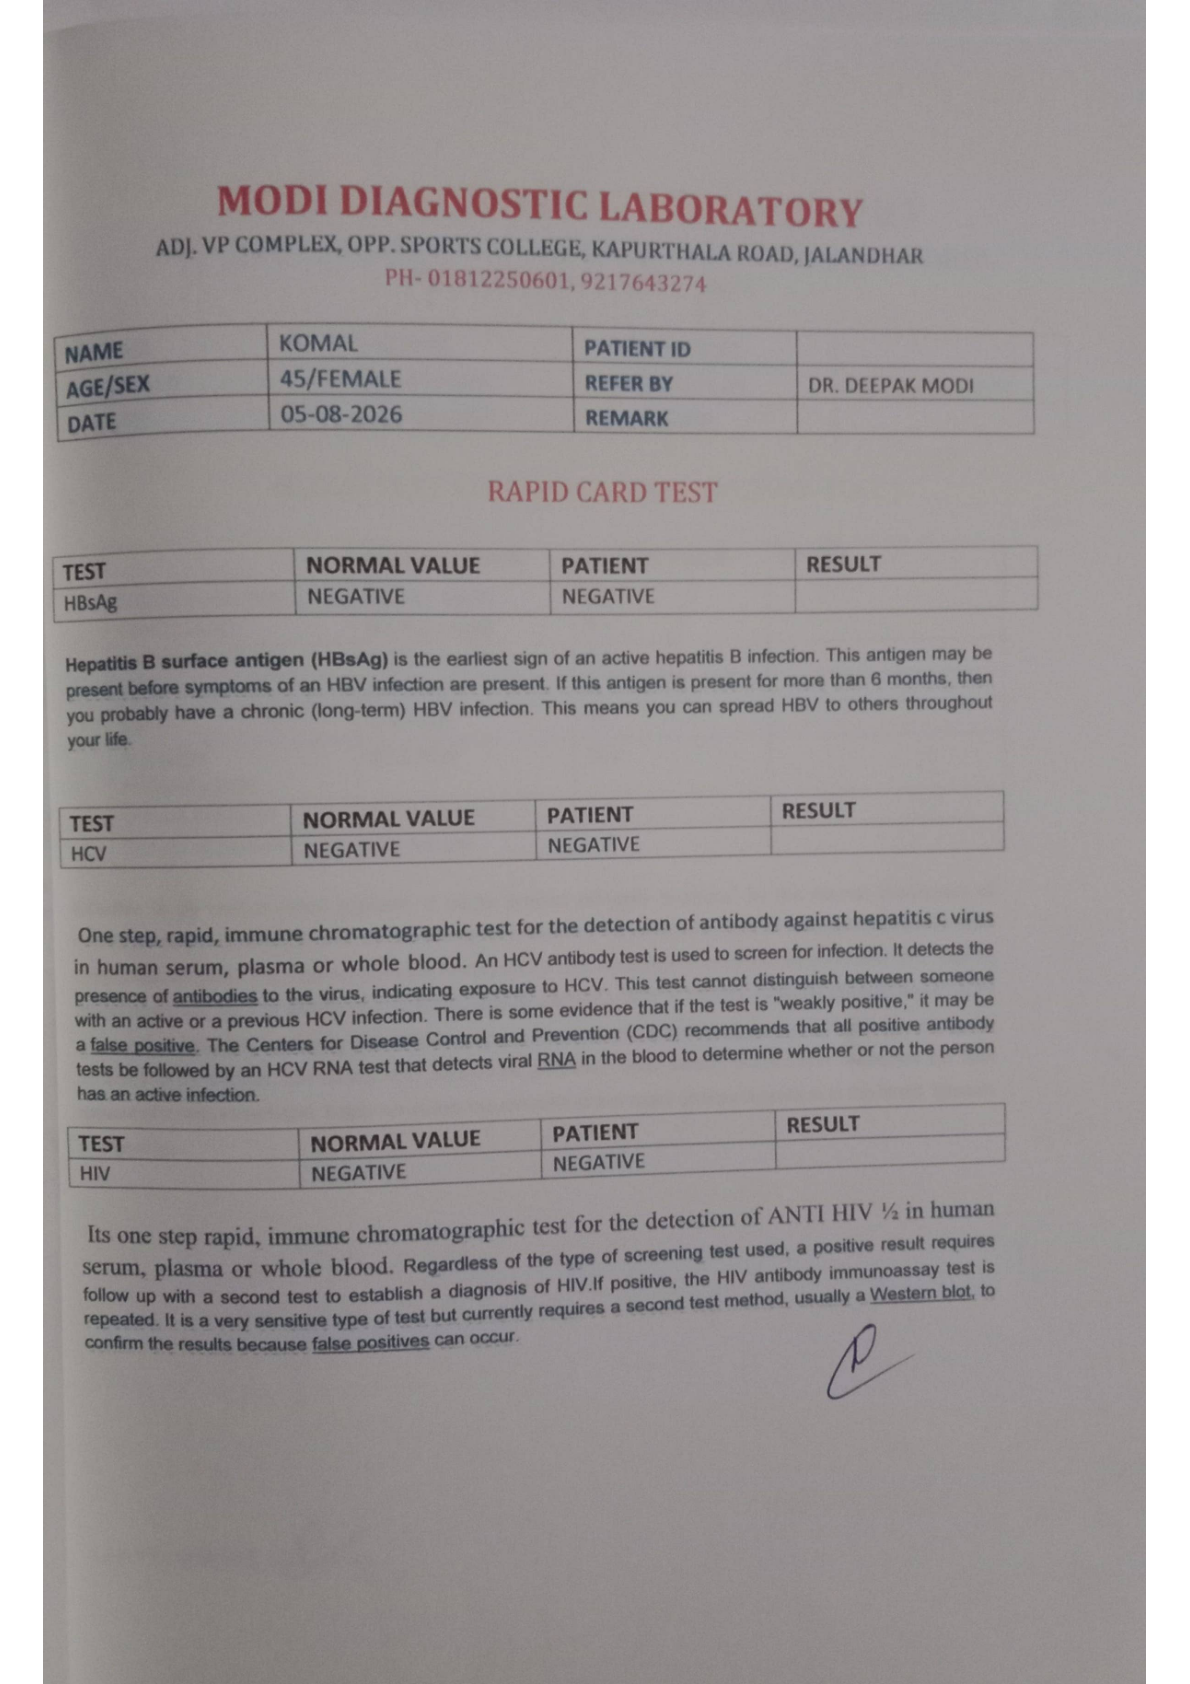 MODI DIAGNOSTIC LABORATORY
ADJ. VP COMPLEX, OPP. SPORTS COLLEGE, KAPURTHALA ROAD, JALANDHAR
PH- 01812250601, 9217643274
NAME KOMAL PATIENT ID
AGE/SEX 45/FEMALE REFER BY DR. DEEPAK MODI
DATE 05-08-2026 REMARK
RAPID CARD TEST
TEST NORMAL VALUE PATIENT RESULT
HBsAg NEGATIVE NEGATIVE
Hepatitis B surface antigen (HBsAg) is the earliest sign of an active hepatitis B infection. This antigen may be
present before symptoms of an HBV infection are present. If this antigen is present for more than 6 months, then
you probably have a chronic (long-term) HBV infection. This means you can spread HBV to others throughout
your life.
TEST NORMAL VALUE PATIENT RESULT
HCV NEGATIVE NEGATIVE
One step, rapid, immune chromatographic test for the detection of antibody against hepatitis c virus
in human serum, plasma or whole blood. An HCV antibody test is used to screen for infection. It detects the
presence of antibodies to the virus, indicating exposure to HCV. This test cannot distinguish between someone
with an active or a previous HCV infection. There is some evidence that if the test is "weakly positive," it may be
a false positive. The Centers for Disease Control and Prevention (CDC) recommends that all positive antibody
tests be followed by an HCV RNA test that detects viral RNA in the blood to determine whether or not the person
has an active infection.
TEST NORMAL VALUE PATIENT RESULT
HIV NEGATIVE NEGATIVE
Its one step rapid, immune chromatographic test for the detection of ANTI HIV ½ in human
serum, plasma or whole blood. Regardless of the type of screening test used, a positive result requires
follow up with a second test to establish a diagnosis of HIV.If positive, the HIV antibody immunoassay test is
repeated. It is a very sensitive type of test but currently requires a second test method, usually a Western blot, to
confirm the results because false positives can occur.